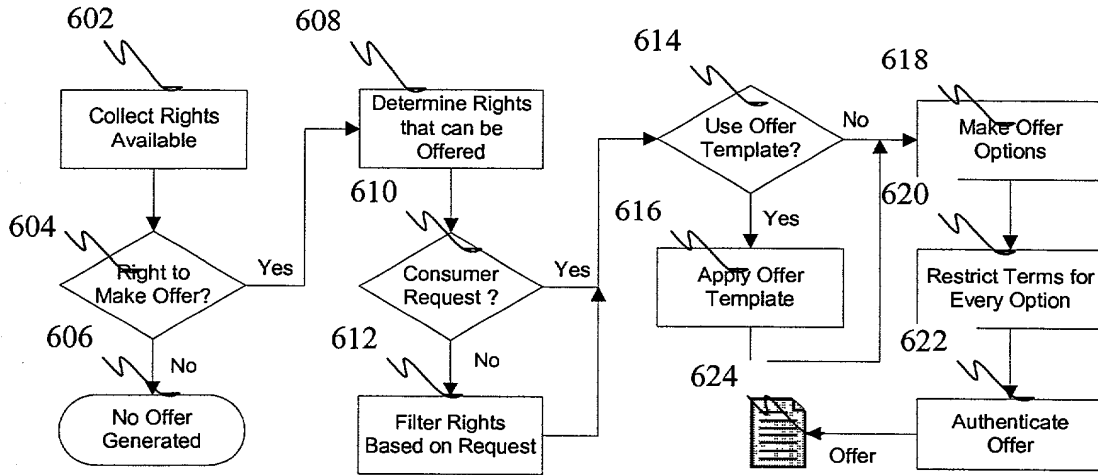 602
Collect Rights
Available
604
Right to
Make Offer?
Yes
606
No
No Offer
Generated
608
Determine Rights
that can be
Offered
610
Consumer
Request ?
Yes
612
No
Filter Rights
Based on Request
614
Use Offer
Template?
No
616
Yes
Apply Offer
Template
618
Make Offer
Options
620
Restrict Terms for
Every Option
622
Authenticate
Offer
624
Offer